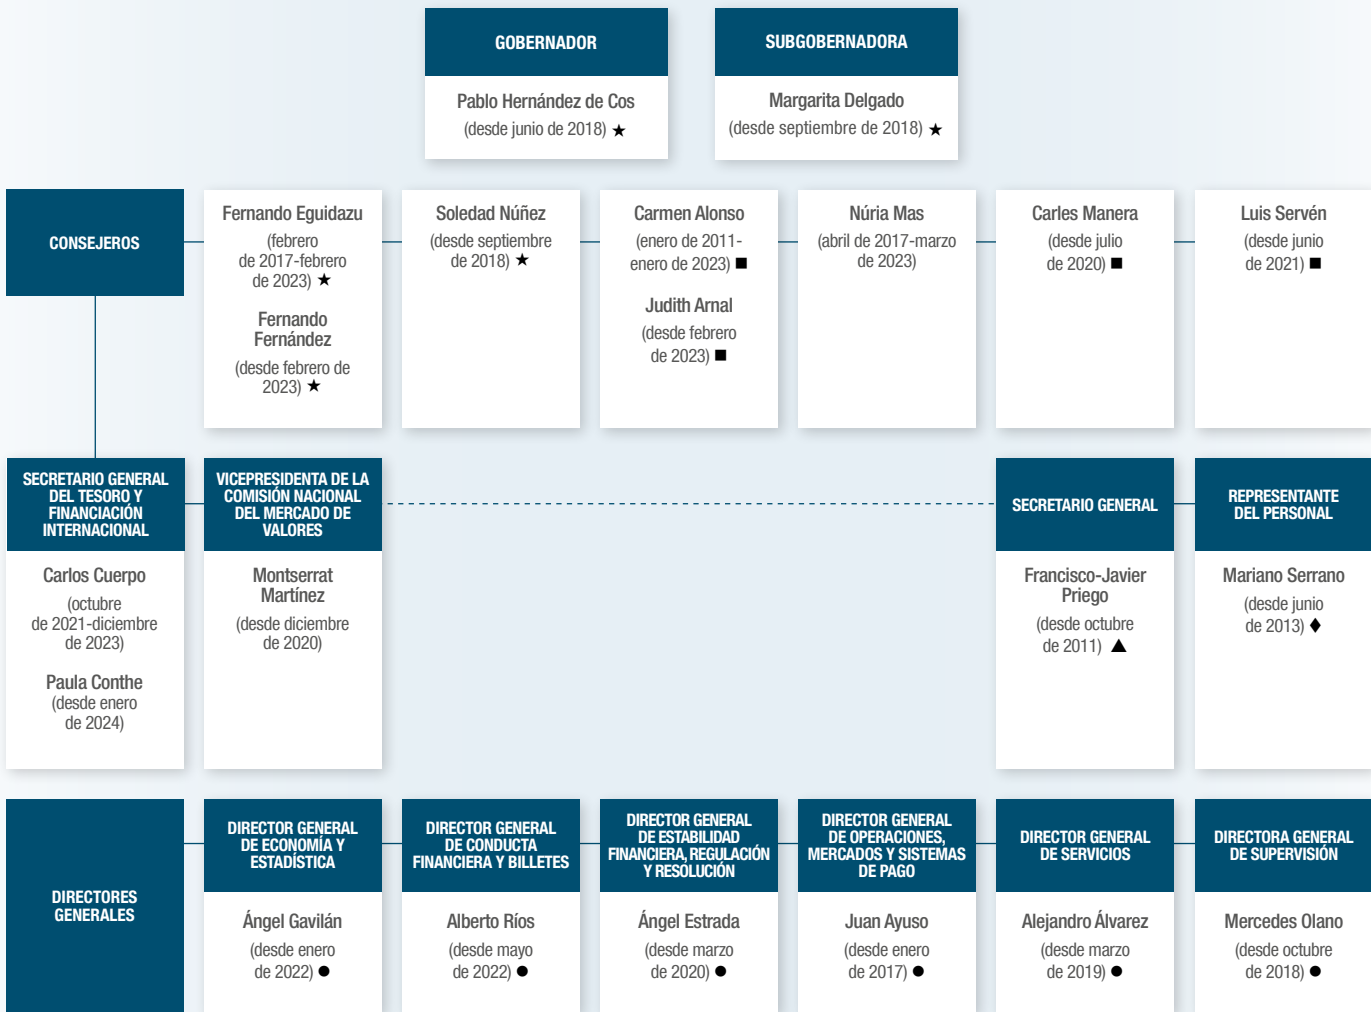 GOBERNADOR
Pablo Hernández de Cos
(desde junio de 2018) ★
SUBGOBERNADORA
Margarita Delgado
(desde septiembre de 2018) ★
CONSEJEROS
Fernando Eguidazu
(febrero
de 2017-febrero
de 2023) ★
Fernando
Fernández
(desde febrero de
2023) ★
Soledad Núñez
(desde septiembre
de 2018) ★
Carmen Alonso
(enero de 2011-
enero de 2023) ■
Judith Arnal
(desde febrero
de 2023) ■
Núria Mas
(abril de 2017-marzo
de 2023)
Carles Manera
(desde julio
de 2020) ■
Luis Servén
(desde junio
de 2021) ■
SECRETARIO GENERAL
DEL TESORO Y
FINANCIACIÓN
INTERNACIONAL
Carlos Cuerpo
(octubre
de 2021-diciembre
de 2023)
Paula Conthe
(desde enero
de 2024)
VICEPRESIDENTA DE LA
COMISIÓN NACIONAL
DEL MERCADO DE
VALORES
Montserrat
Martínez
(desde diciembre
de 2020)
SECRETARIO GENERAL
Francisco-Javier
Priego
(desde octubre
de 2011) ▲
REPRESENTANTE
DEL PERSONAL
Mariano Serrano
(desde junio
de 2013) ♦
DIRECTORES
GENERALES
DIRECTOR GENERAL
DE ECONOMÍA Y
ESTADÍSTICA
Ángel Gavilán
(desde enero
de 2022) ●
DIRECTOR GENERAL
DE CONDUCTA
FINANCIERA Y BILLETES
Alberto Ríos
(desde mayo
de 2022) ●
DIRECTOR GENERAL
DE ESTABILIDAD
FINANCIERA, REGULACIÓN
Y RESOLUCIÓN
Ángel Estrada
(desde marzo
de 2020) ●
DIRECTOR GENERAL
DE OPERACIONES,
MERCADOS Y SISTEMAS
DE PAGO
Juan Ayuso
(desde enero
de 2017) ●
DIRECTOR GENERAL
DE SERVICIOS
Alejandro Álvarez
(desde marzo
de 2019) ●
DIRECTORA GENERAL
DE SUPERVISIÓN
Mercedes Olano
(desde octubre
de 2018) ●